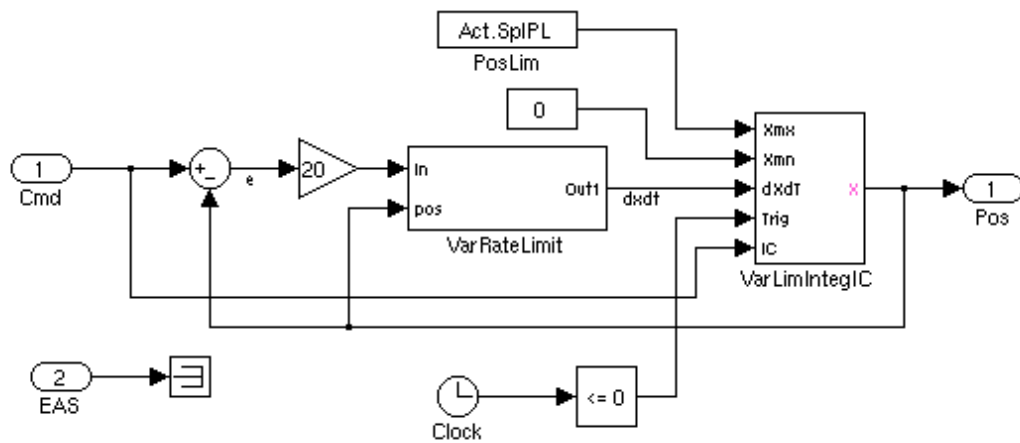 Act.SplPL
PosLim
0
1
Cmd
+
−
e
20
In
pos
Out1
VarRateLimit
dxdt
Xmx
Xmn
dXdT
Trig
IC
X
VarLimIntegIC
1
Pos
2
EAS
Clock
<= 0